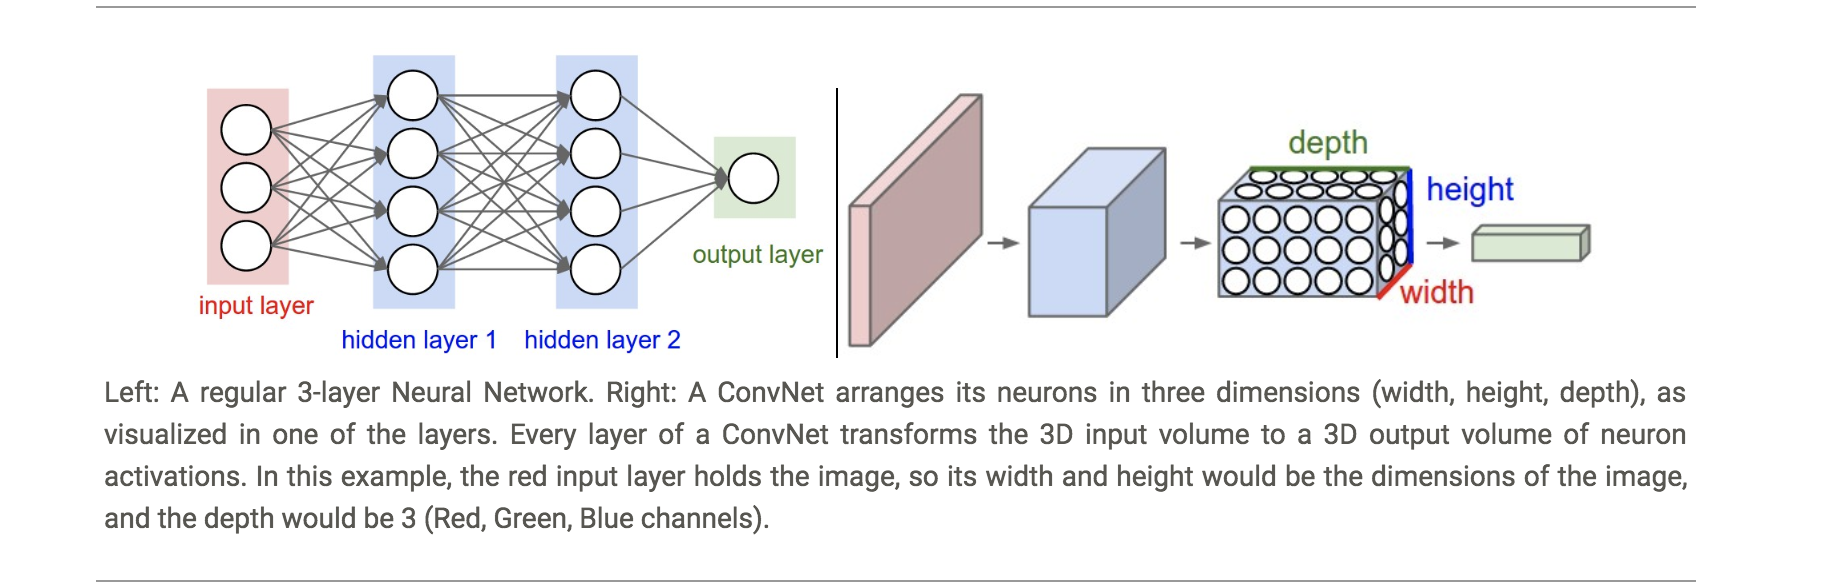 depth
height
width
output layer
input layer
hidden layer 1
hidden layer 2
Left: A regular 3-layer Neural Network. Right: A ConvNet arranges its neurons in three dimensions (width, height, depth), as
visualized in one of the layers. Every layer of a ConvNet transforms the 3D input volume to a 3D output volume of neuron
activations. In this example, the red input layer holds the image, so its width and height would be the dimensions of the image,
and the depth would be 3 (Red, Green, Blue channels).